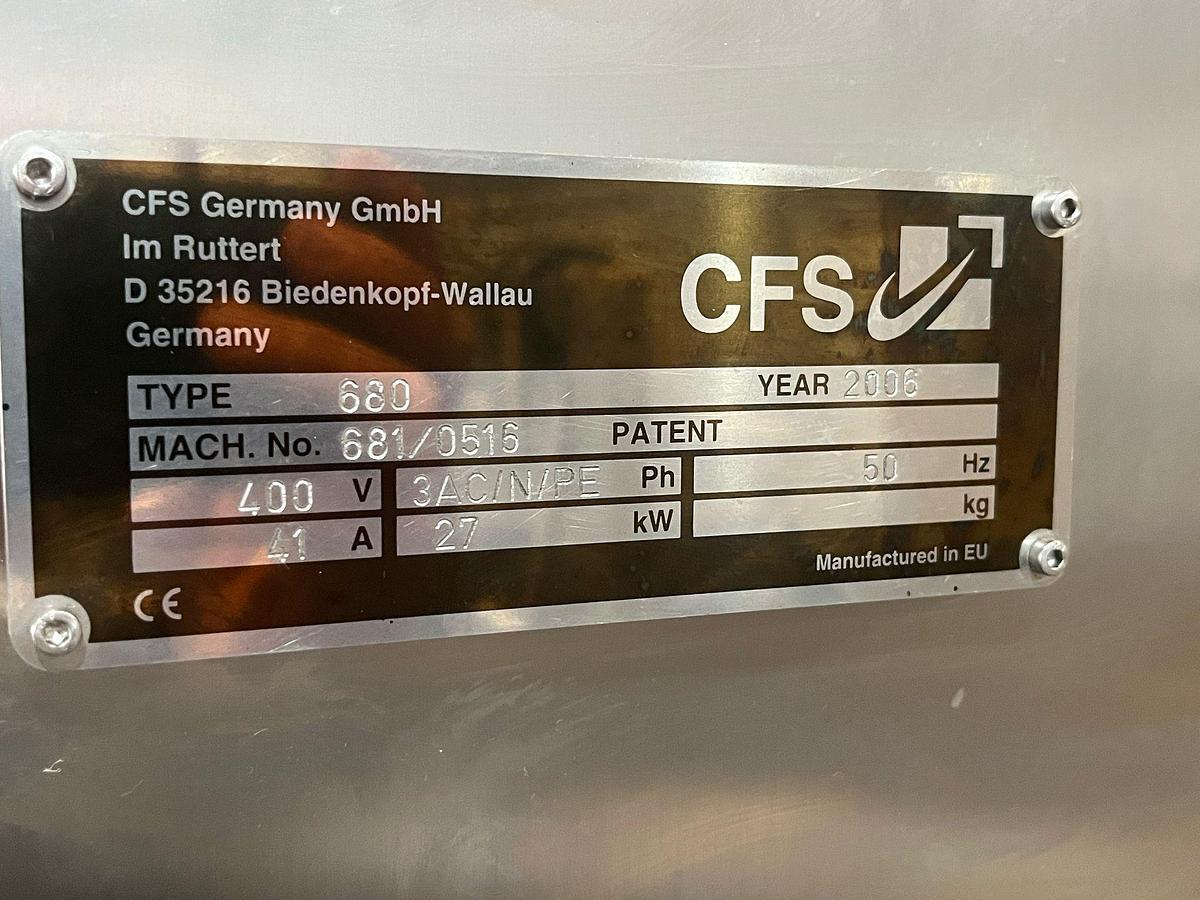 CFS Germany GmbH
Im Ruttert
D 35216 Biedenkopf-Wallau
Germany
CFS
TYPE 680 YEAR 2006
MACH. No. 681/0516 PATENT
400 V 3AC/N/PE Ph 50 Hz
41 A 27 kW kg
Manufactured in EU
CE